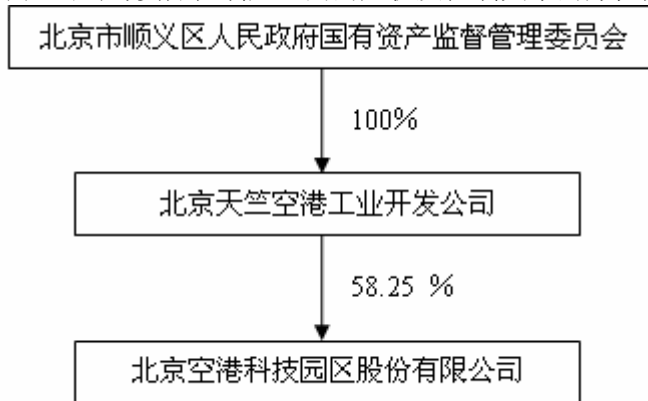 北京市顺义区人民政府国有资产监督管理委员会
100%
北京天竺空港工业开发公司
58.25 %
北京空港科技园区股份有限公司